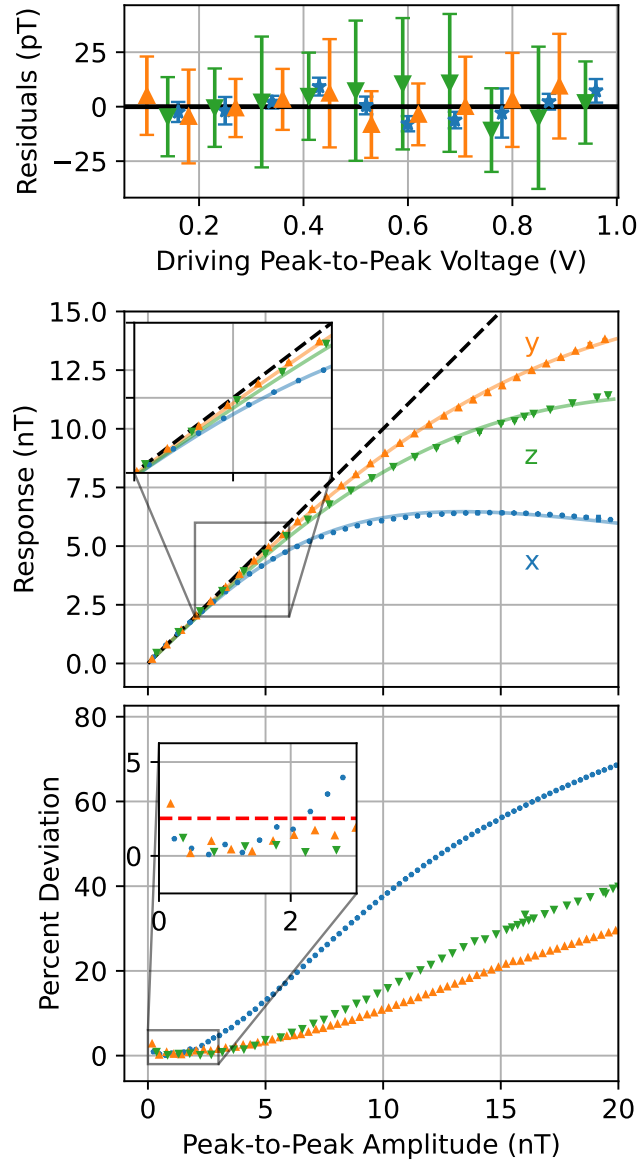 Residuals (pT)
25
0
−25
0.2 0.4 0.6 0.8 1.0
Driving Peak-to-Peak Voltage (V)
Response (nT)
15.0
12.5
10.0
7.5
5.0
2.5
0.0
y
z
x
Percent Deviation
80
60
40
20
0
5
0
0 2
0 5 10 15 20
Peak-to-Peak Amplitude (nT)